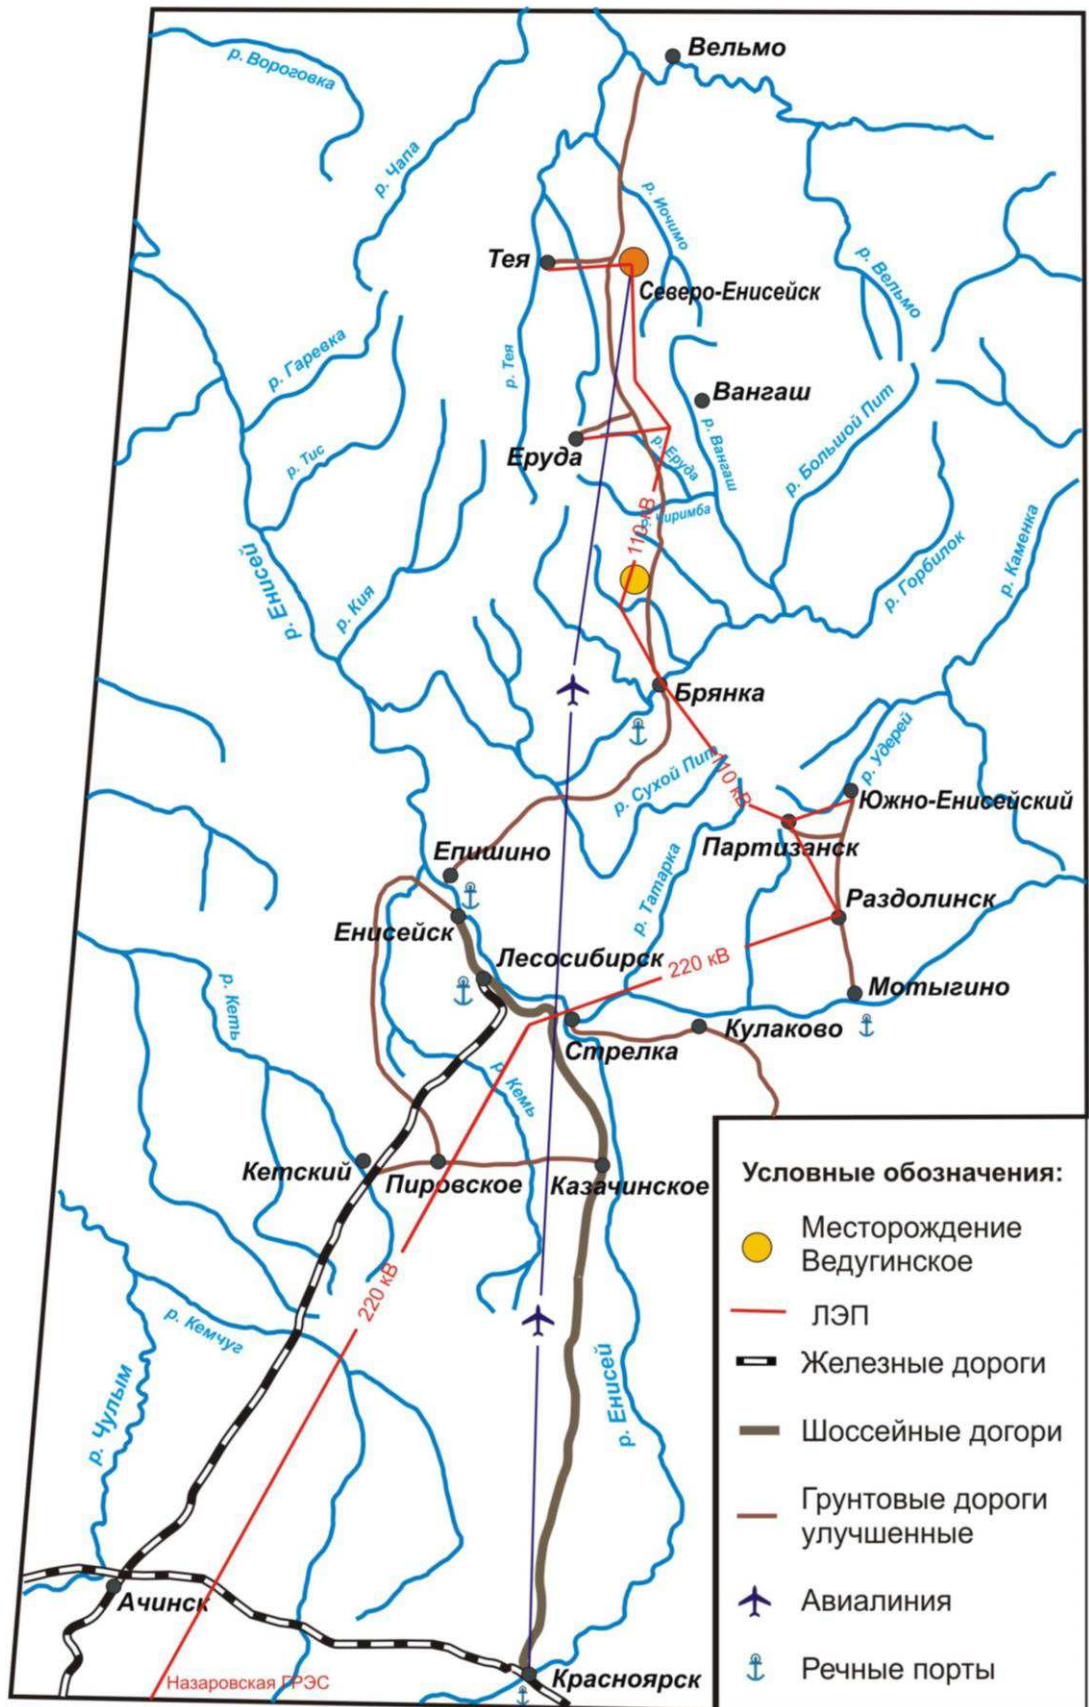 Вельмо
р. Вороговка
р. Чапа
р. Иочимо
Тея
Северо-Енисейск
р. Вельмо
р. Гаревка
р. Тея
Вангаш
р. Большой Пит
Еруда
р. Еруда
р. Вангаш
р. Тис
110 кВ
р. Чиримба
р. Каменка
р. Горбилок
р. Енисей
р. Кия
Брянка
110 кВ
р. Удерей
р. Сухой Пит
Южно-Енисейский
Партизанск
Епишино
р. Татарка
Раздолинск
Енисейск
Лесосибирск
220 кВ
Мотыгино
р. Кеть
Кулаково
Стрелка
р. Кемь
Кетский
Пировское
Казачинское
220 кВ
р. Кемчуг
р. Чулым
р. Енисей
Ачинск
Назаровская ГРЭС
Красноярск
Условные обозначения:
Месторождение
Ведугинское
ЛЭП
Железные дороги
Шоссейные догори
Грунтовые дороги
улучшенные
Авиалиния
Речные порты